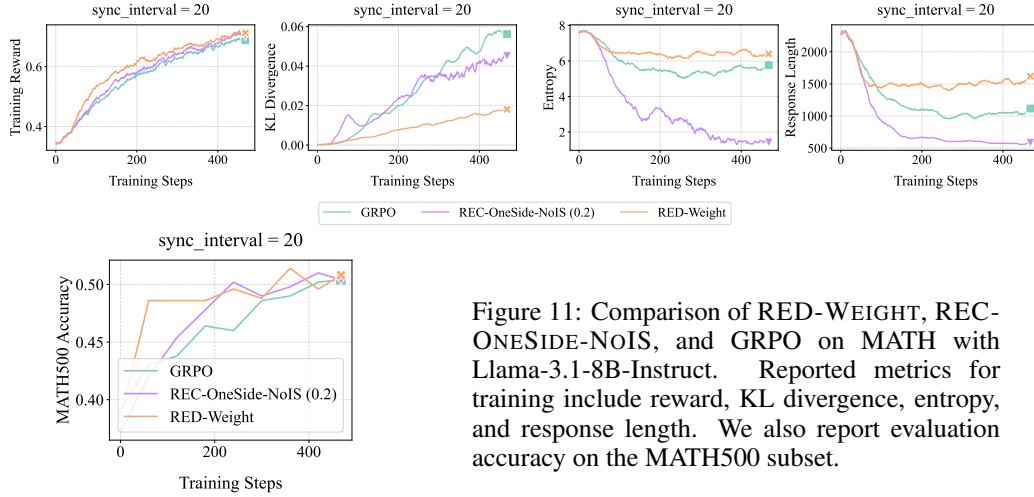 sync_interval = 20
sync_interval = 20
sync_interval = 20
sync_interval = 20
Training Reward
0.6
0.4
0
200
400
Training Steps
KL Divergence
0.06
0.04
0.02
0.00
0
200
400
Training Steps
Entropy
8
6
4
2
0
200
400
Training Steps
Response Length
2000
1500
1000
500
0
200
400
Training Steps
GRPO
REC-OneSide-NoIS (0.2)
RED-Weight
sync_interval = 20
MATH500 Accuracy
0.50
0.45
0.40
GRPO
REC-OneSide-NoIS (0.2)
RED-Weight
0
200
400
Training Steps
Figure 11: Comparison of RED-WEIGHT, REC-
ONESIDE-NOIS, and GRPO on MATH with
Llama-3.1-8B-Instruct. Reported metrics for
training include reward, KL divergence, entropy,
and response length. We also report evaluation
accuracy on the MATH500 subset.